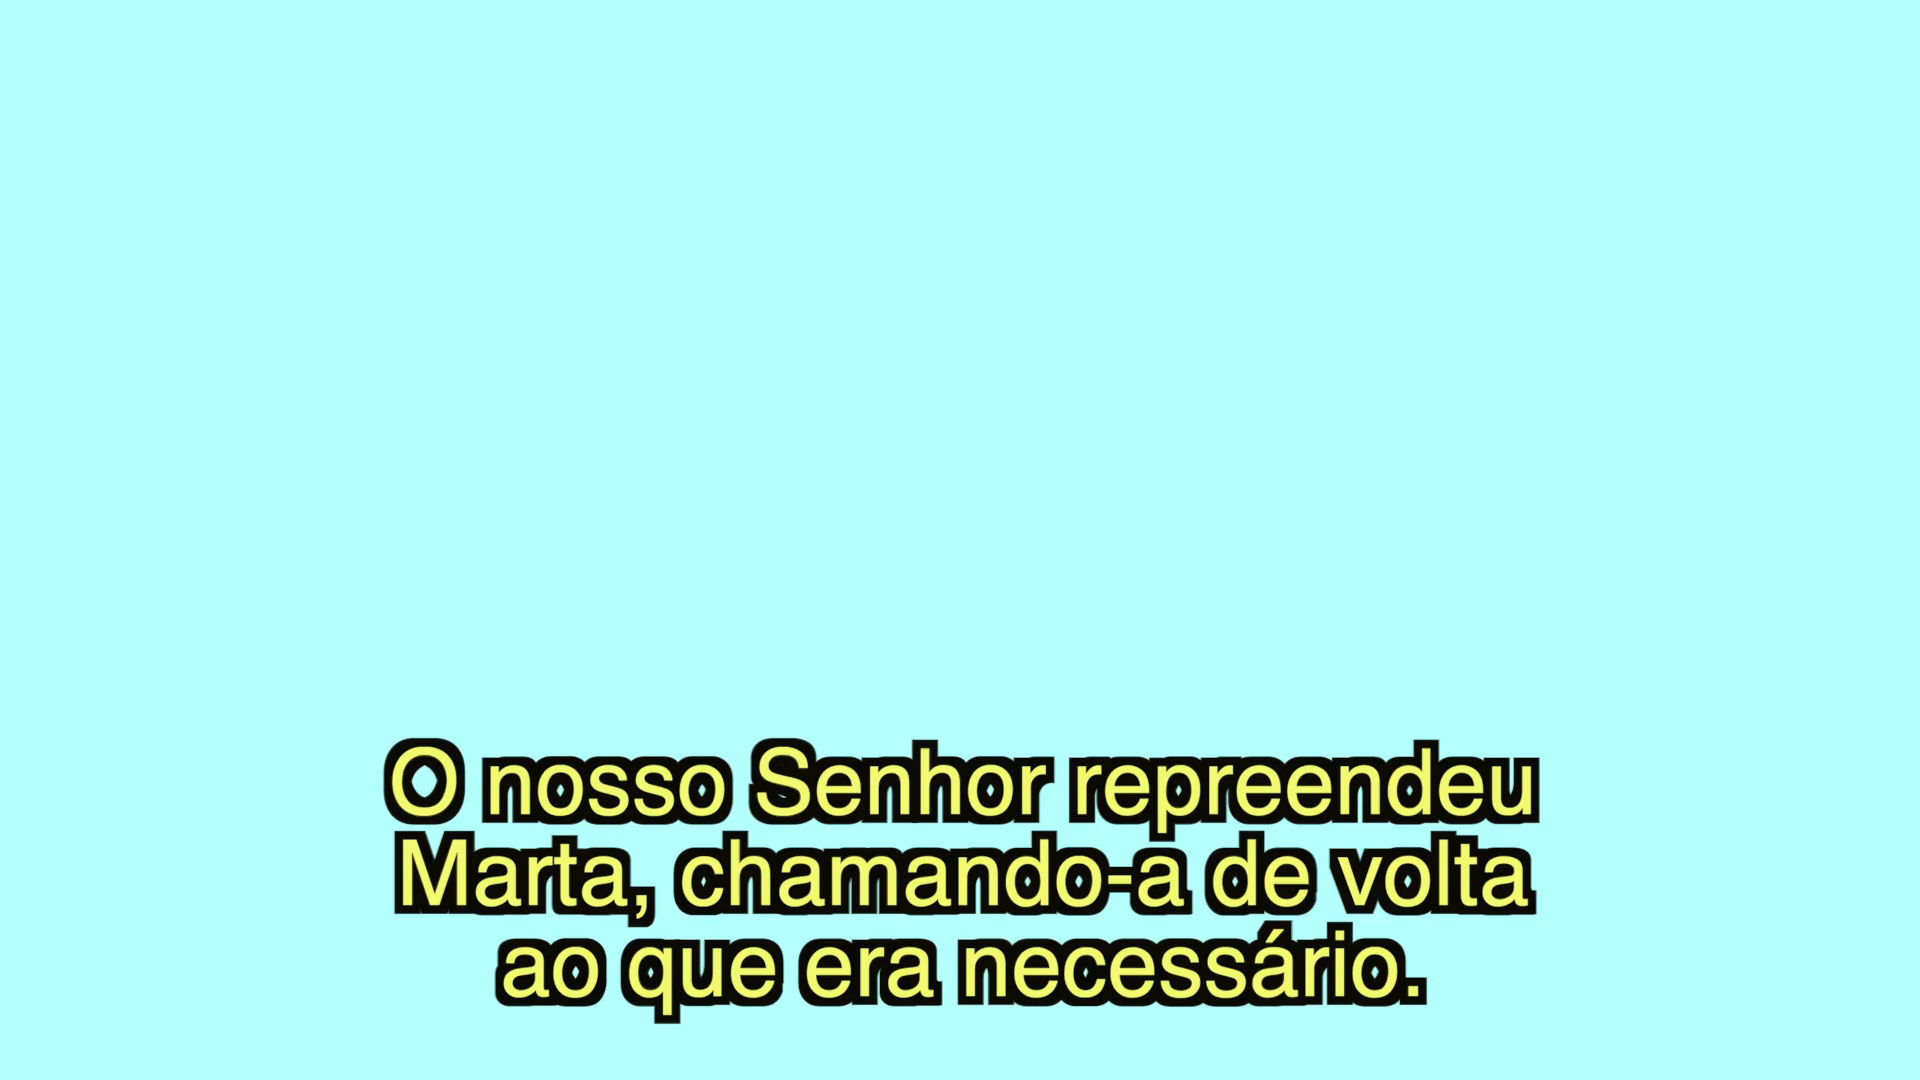 O nosso Senhor repreendeu
Marta, chamando-a de volta
ao que era necessário.